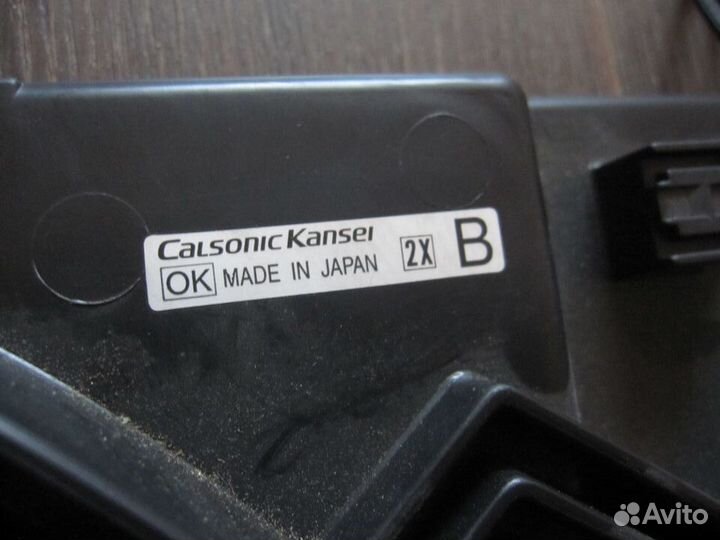 CALSONIC KANSEI
OK MADE IN JAPAN 2X B
Avito